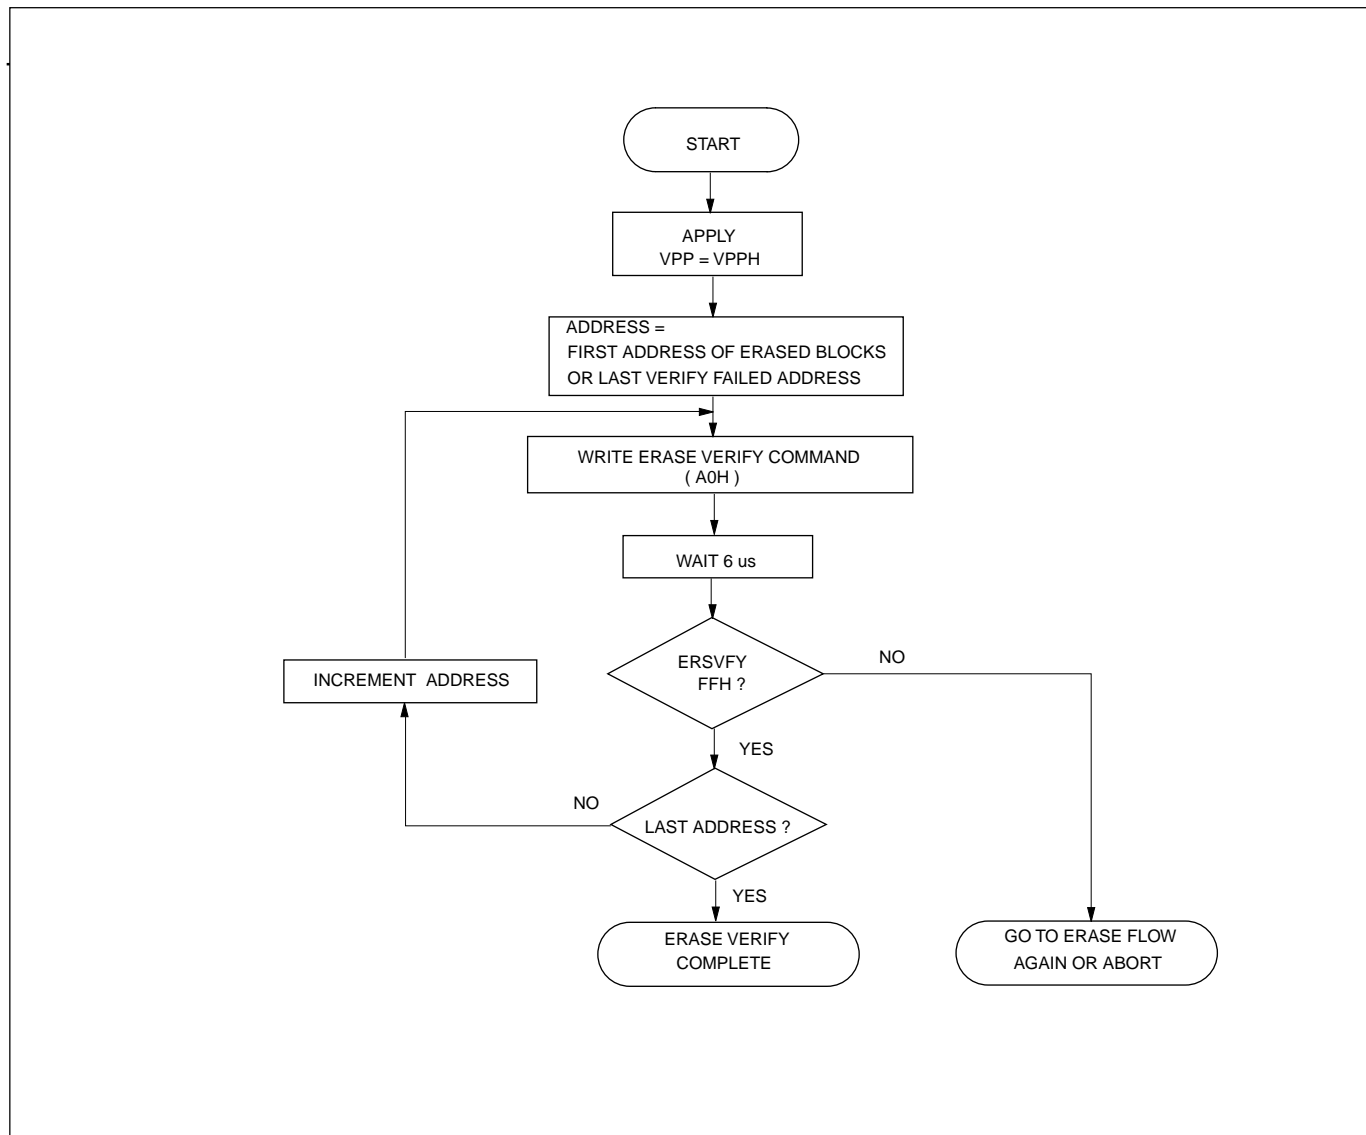 START
APPLY
VPP = VPPH
ADDRESS =
FIRST ADDRESS OF ERASED BLOCKS
OR LAST VERIFY FAILED ADDRESS
WRITE ERASE VERIFY COMMAND
( A0H )
WAIT 6 us
ERSVFY
FFH ?
NO
INCREMENT ADDRESS
YES
NO
LAST ADDRESS ?
YES
ERASE VERIFY
COMPLETE
GO TO ERASE FLOW
AGAIN OR ABORT